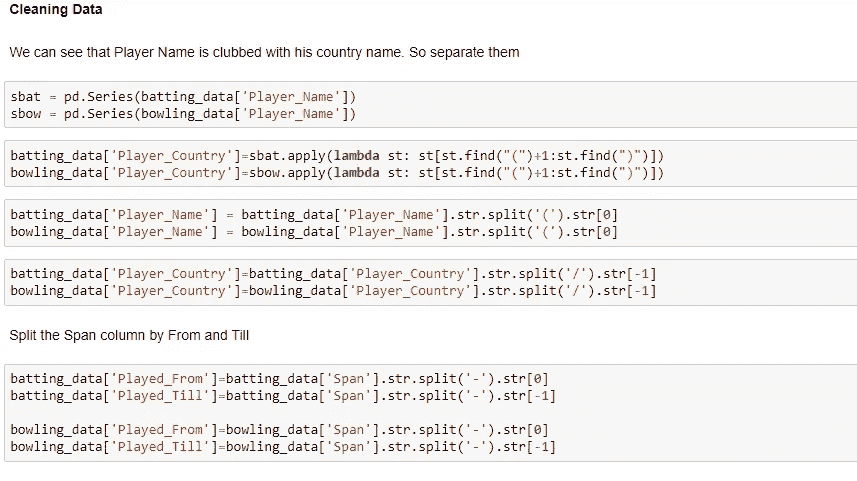 Cleaning Data
We can see that Player Name is clubbed with his country name. So separate them
sbat = pd.Series(batting_data['Player_Name'])
sbow = pd.Series(bowling_data['Player_Name'])
batting_data['Player_Country']=sbat.apply(lambda st: st[st.find("(")+1:st.find(")")])
bowling_data['Player_Country']=sbow.apply(lambda st: st[st.find("(")+1:st.find(")")])
batting_data['Player_Name'] = batting_data['Player_Name'].str.split('(').str[0]
bowling_data['Player_Name'] = bowling_data['Player_Name'].str.split('(').str[0]
batting_data['Player_Country']=batting_data['Player_Country'].str.split('/').str[-1]
bowling_data['Player_Country']=bowling_data['Player_Country'].str.split('/').str[-1]
Split the Span column by From and Till
batting_data['Played_From']=batting_data['Span'].str.split('-').str[0]
batting_data['Played_Till']=batting_data['Span'].str.split('-').str[-1]
bowling_data['Played_From']=bowling_data['Span'].str.split('-').str[0]
bowling_data['Played_Till']=bowling_data['Span'].str.split('-').str[-1]